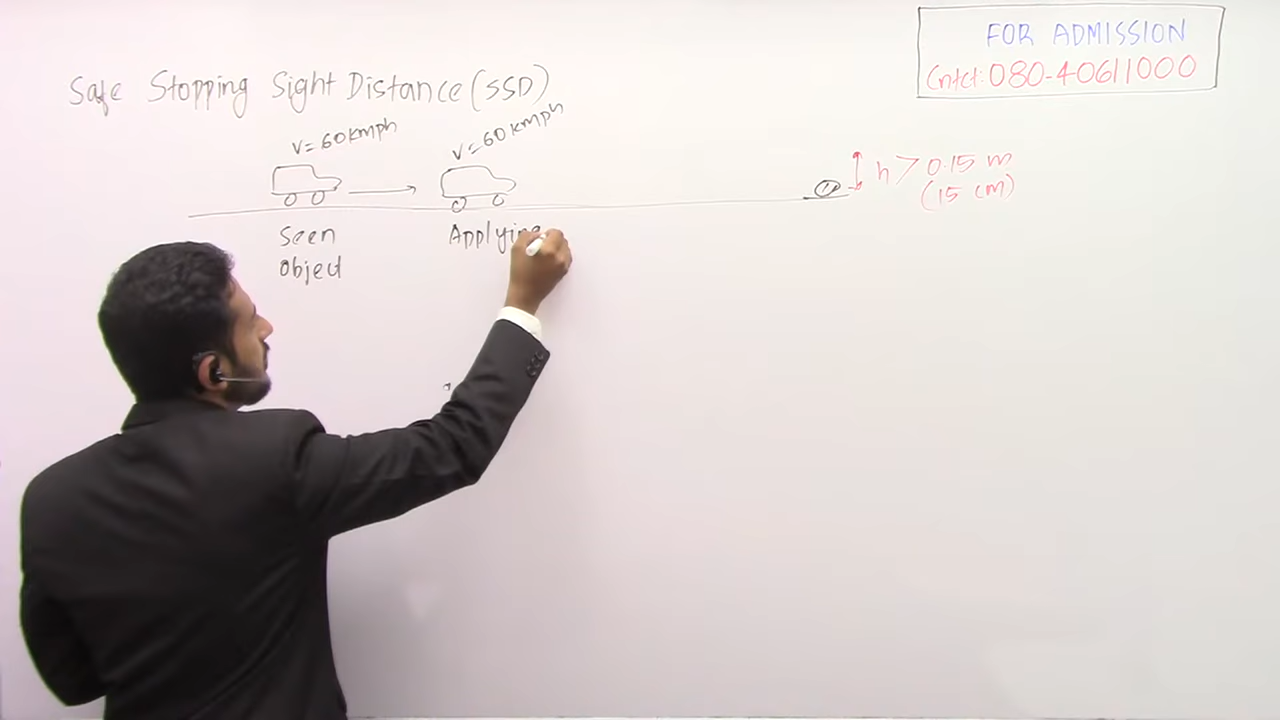 FOR ADMISSION
Cntct: 080-40611000
Safe Stopping Sight Distance (SSD)
V = 60 kmph
V = 60 kmph
h > 0.15 m
(15 cm)
Seen
Object
Applying